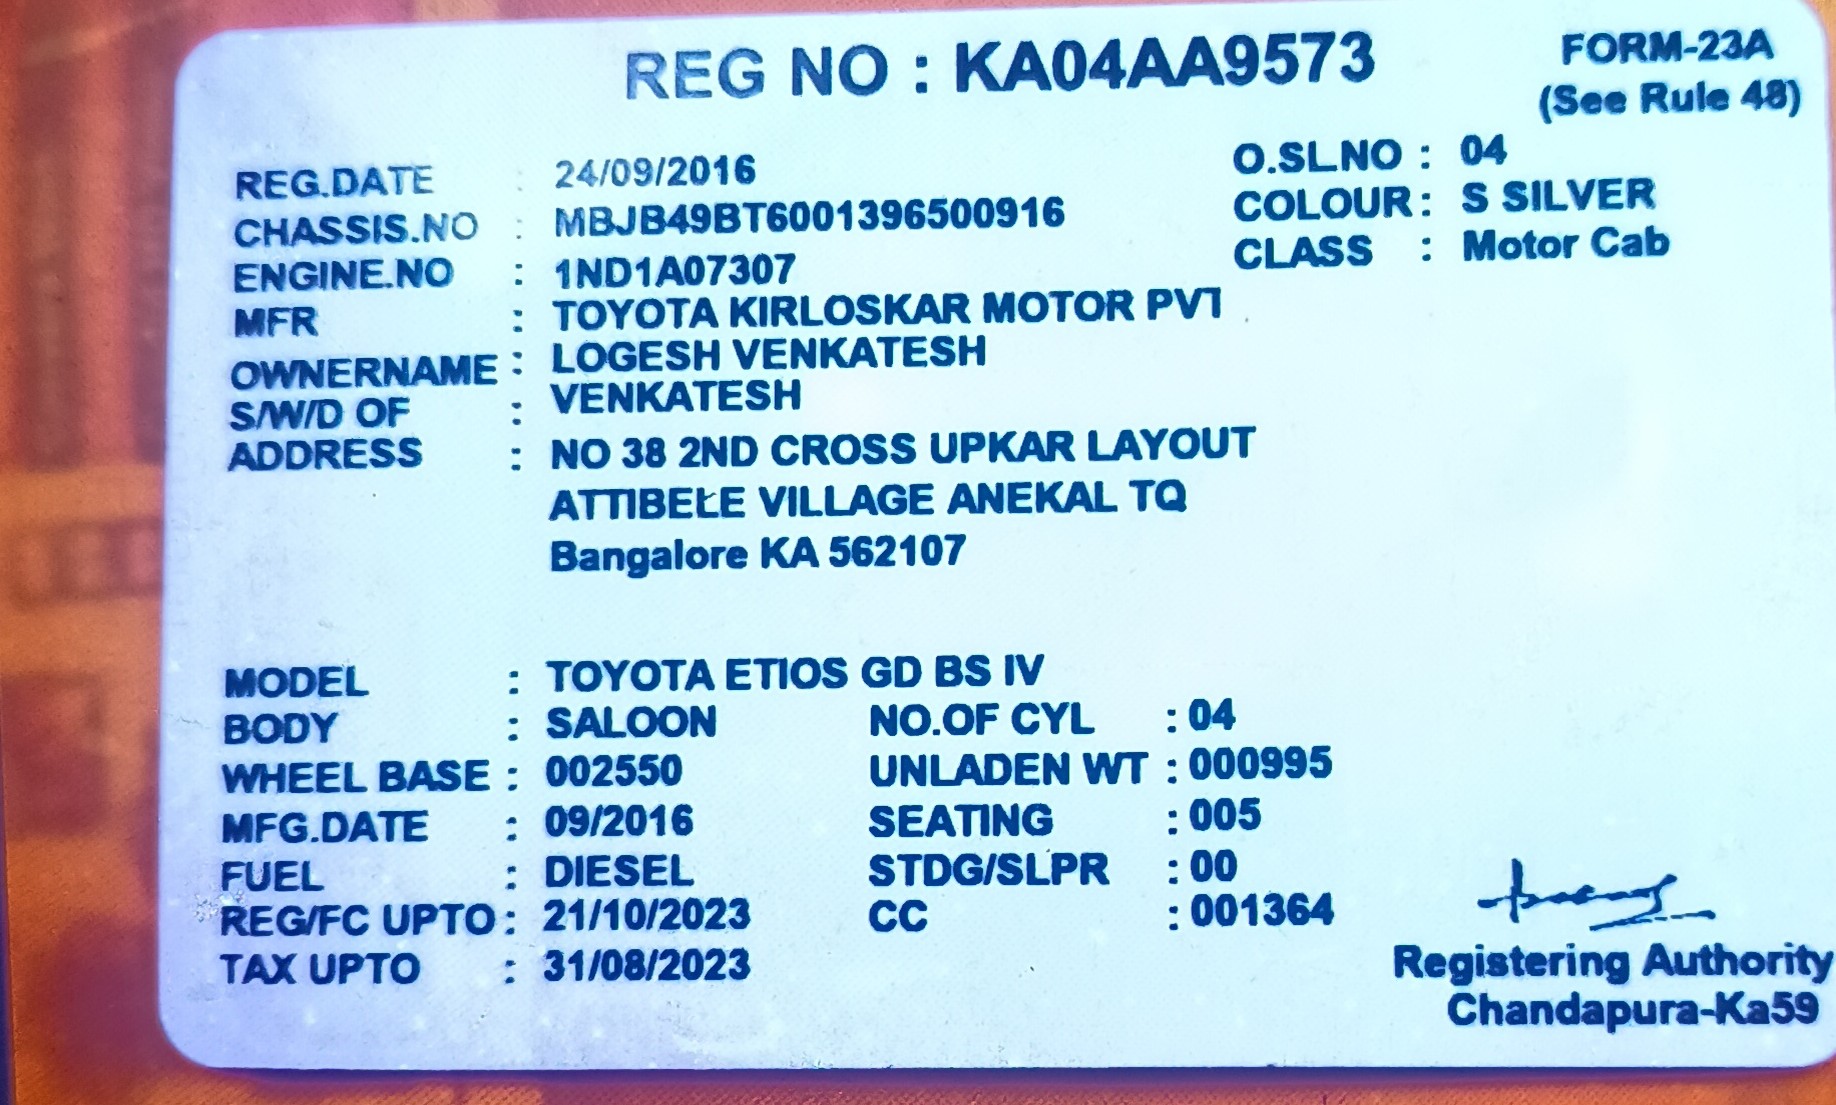 REG NO : KA04AA9573
FORM-23A
(See Rule 48)
REG.DATE : 24/09/2016
O.SL.NO : 04
CHASSIS.NO : MBJB49BT6001396500916
COLOUR : S SILVER
ENGINE.NO : 1ND1A07307
CLASS : Motor Cab
MFR : TOYOTA KIRLOSKAR MOTOR PVT
OWNERNAME : LOGESH VENKATESH
S/W/D OF : VENKATESH
ADDRESS : NO 38 2ND CROSS UPKAR LAYOUT
ATTIBELE VILLAGE ANEKAL TQ
Bangalore KA 562107
MODEL : TOYOTA ETIOS GD BS IV
BODY : SALOON NO.OF CYL : 04
WHEEL BASE : 002550 UNLADEN WT : 000995
MFG.DATE : 09/2016 SEATING : 005
FUEL : DIESEL STDG/SLPR : 00
REG/FC UPTO : 21/10/2023 CC : 001364
TAX UPTO : 31/08/2023
Registering Authority
Chandapura-Ka59